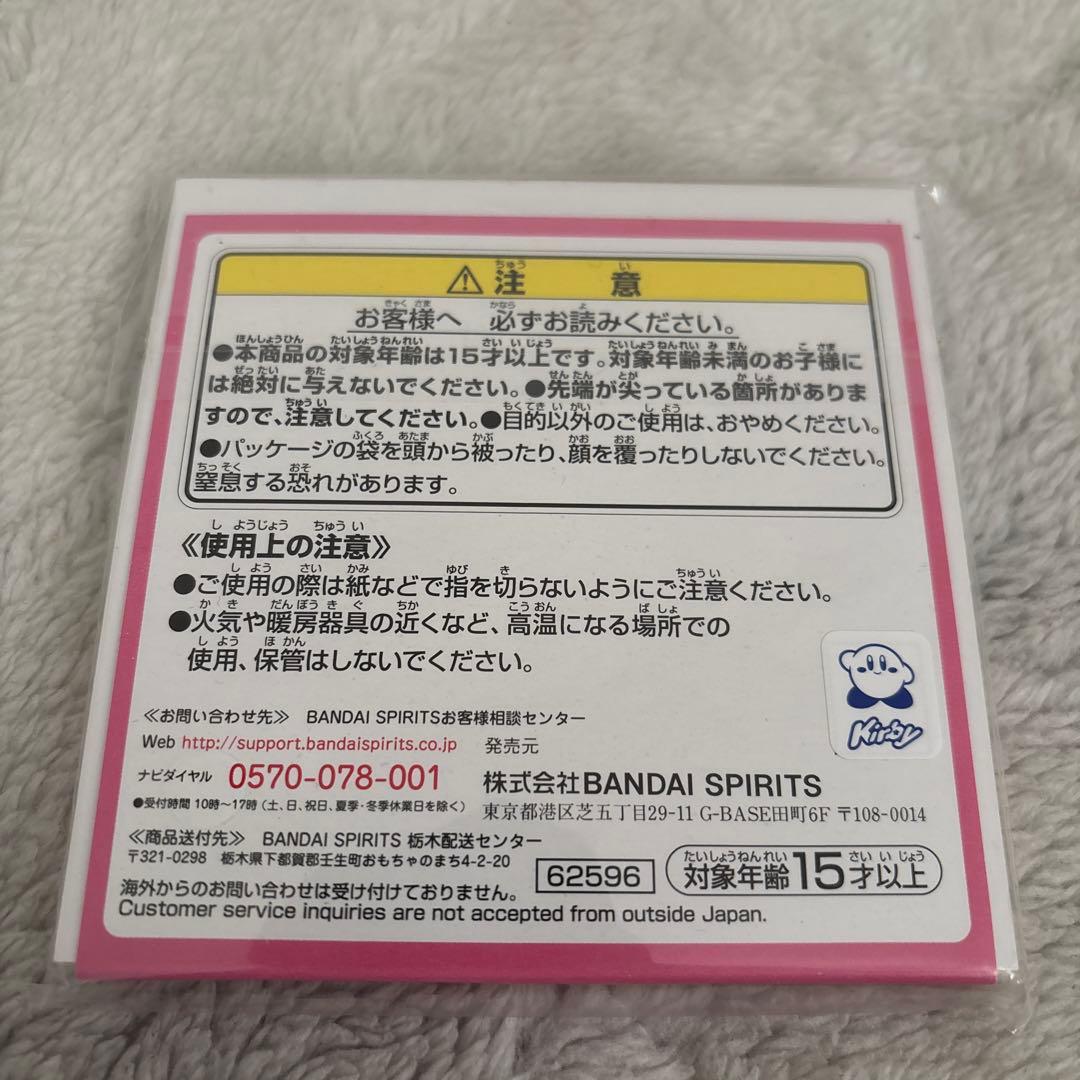 ⚠注意
お客様へ 必ずお読みください。
●本商品の対象年齢は15才以上です。対象年齢未満のお子様に
は絶対に与えないでください。●先端が尖っている箇所がありま
すので、注意してください。●目的以外のご使用は、おやめください。
●パッケージの袋を頭から被ったり、顔を覆ったりしないでください。
窒息する恐れがあります。
《使用上の注意》
●ご使用の際は紙などで指を切らないようにご注意ください。
●火気や暖房器具の近くなど、高温になる場所での
使用、保管はしないでください。
Kirby
≪お問い合わせ先≫ BANDAI SPIRITSお客様相談センター
Web http://support.bandaispirits.co.jp
ナビダイヤル 0570-078-001
●受付時間 10時〜17時(土、日、祝日、夏季・冬季休業日を除く)
発売元
株式会社BANDAI SPIRITS
東京都港区芝五丁目29-11 G-BASE田町6F 〒108-0014
≪商品送付先≫ BANDAI SPIRITS 栃木配送センター
〒321-0298 栃木県下都賀郡壬生町おもちゃのまち4-2-20
62596
対象年齢15才以上
海外からのお問い合わせは受け付けておりません。
Customer service inquiries are not accepted from outside Japan.